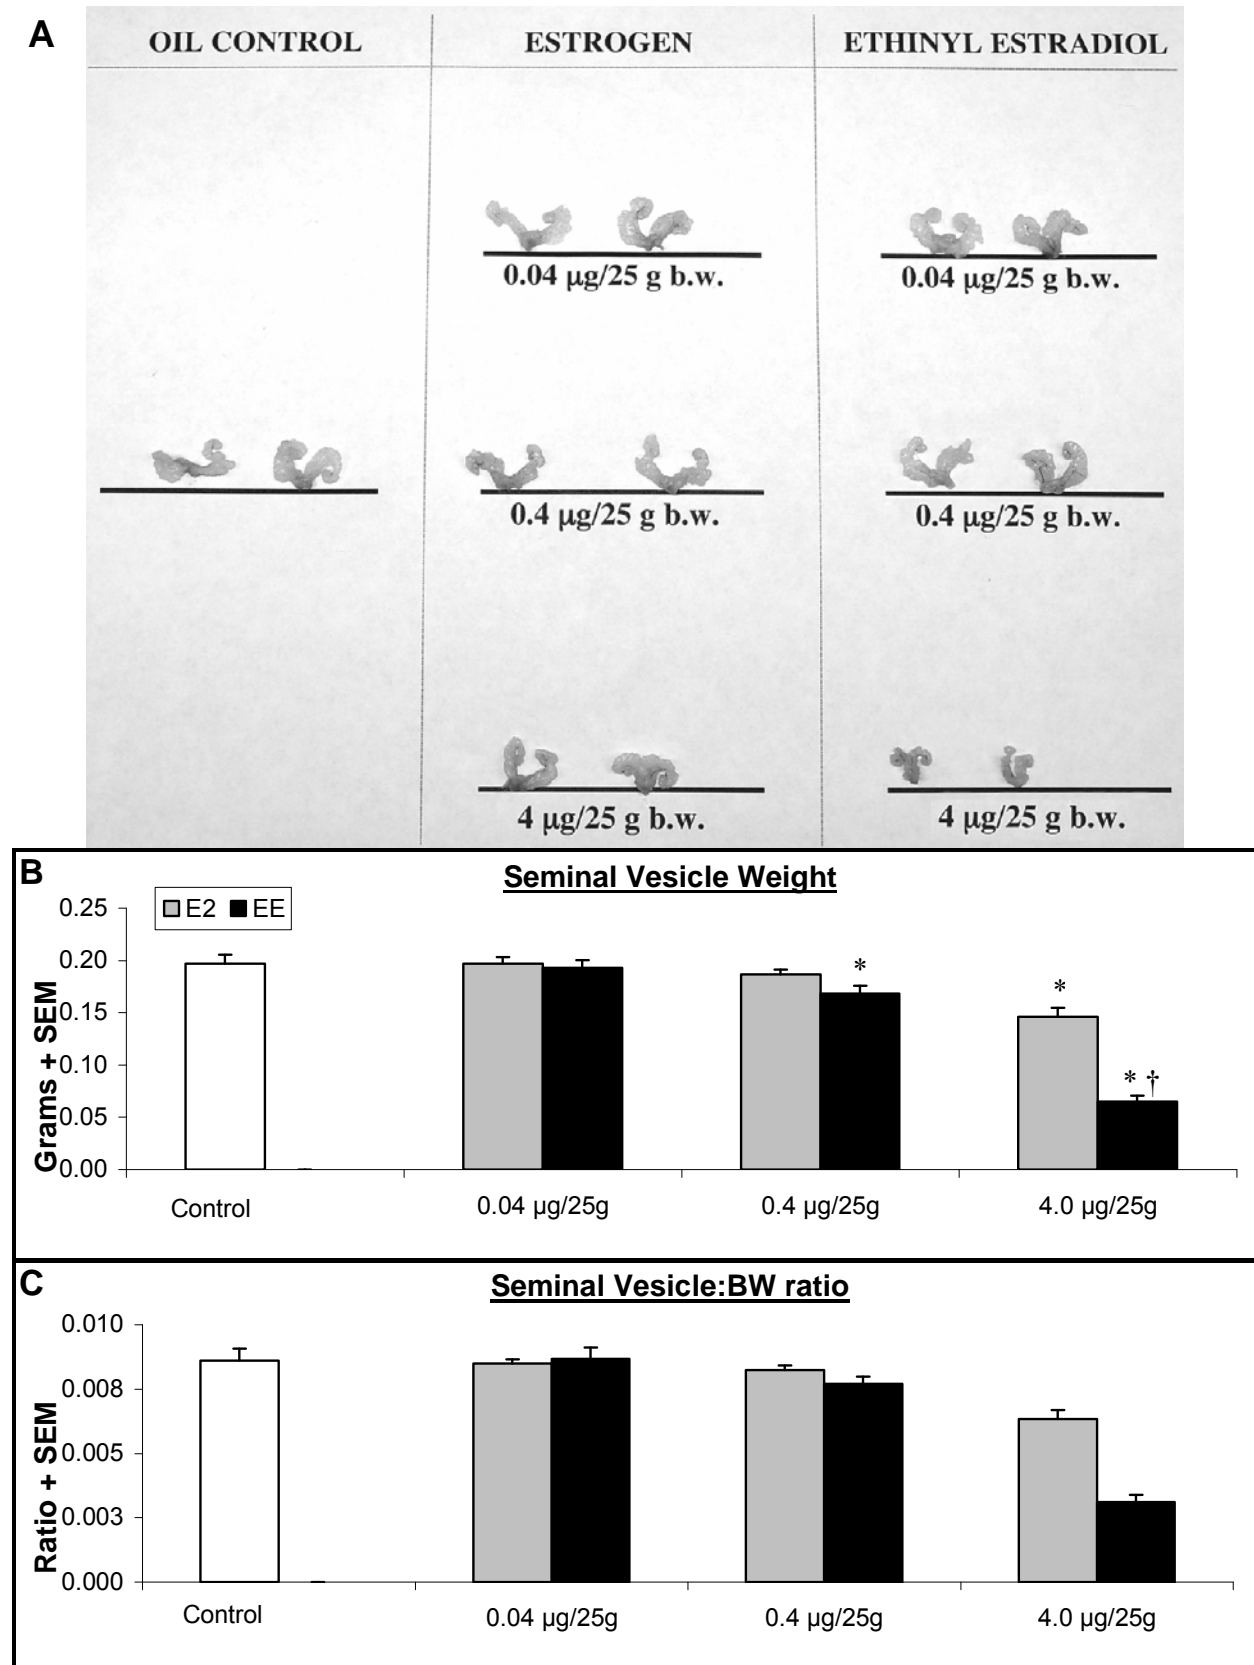 A
OIL CONTROL
ESTROGEN
ETHINYL ESTRADIOL
0.04 µg/25 g b.w.
0.04 µg/25 g b.w.
0.4 µg/25 g b.w.
0.4 µg/25 g b.w.
4 µg/25 g b.w.
4 µg/25 g b.w.
B
Seminal Vesicle Weight
E2 EE
Grams + SEM
0.25
0.20
0.15
0.10
0.05
0.00
*
*
* †
Control
0.04 µg/25g
0.4 µg/25g
4.0 µg/25g
C
Seminal Vesicle:BW ratio
Ratio + SEM
0.010
0.008
0.005
0.003
0.000
Control
0.04 µg/25g
0.4 µg/25g
4.0 µg/25g